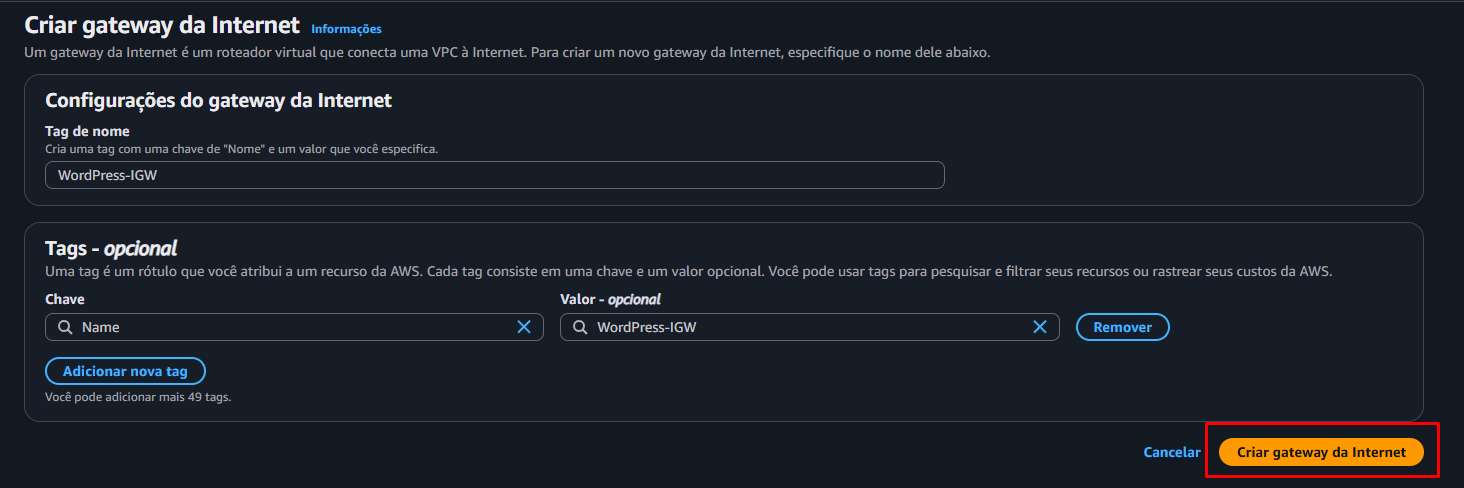 Criar gateway da Internet Informações
Um gateway da Internet é um roteador virtual que conecta uma VPC à Internet. Para criar um novo gateway da Internet, especifique o nome dele abaixo.
Configurações do gateway da Internet
Tag de nome
Cria uma tag com uma chave de "Nome" e um valor que você especifica.
WordPress-IGW
Tags - opcional
Uma tag é um rótulo que você atribui a um recurso da AWS. Cada tag consiste em uma chave e um valor opcional. Você pode usar tags para pesquisar e filtrar seus recursos ou rastrear seus custos da AWS.
Chave Valor - opcional
Name WordPress-IGW Remover
Adicionar nova tag
Você pode adicionar mais 49 tags.
Cancelar Criar gateway da Internet